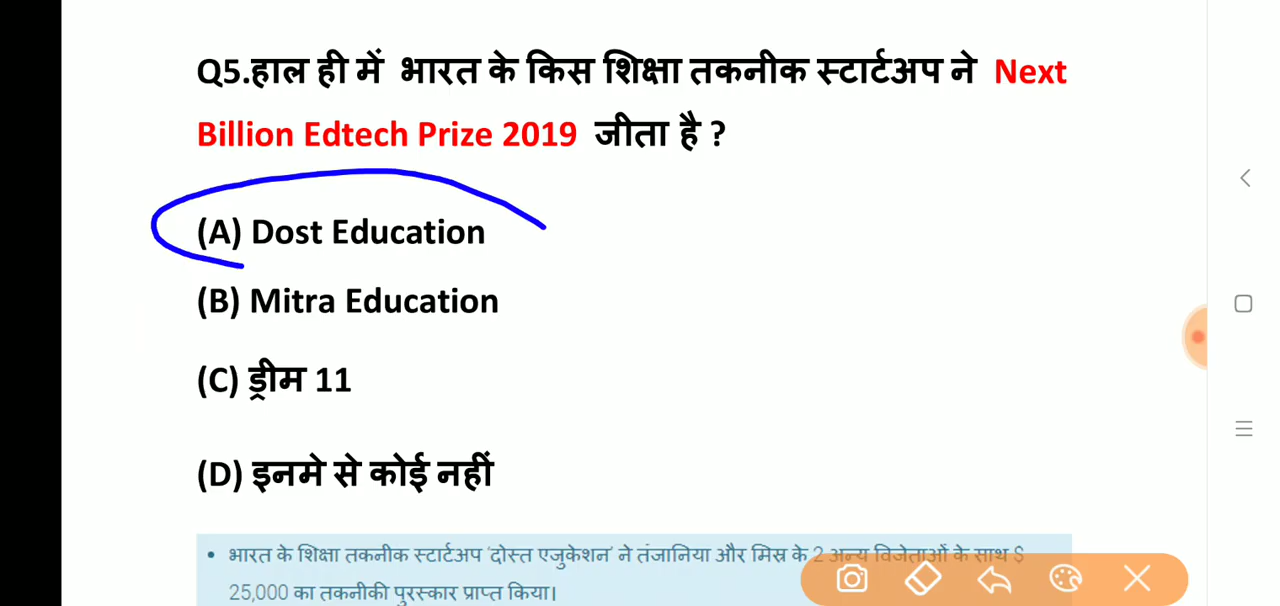 Q5.हाल ही में भारत के किस शिक्षा तकनीक स्टार्टअप ने Next
Billion Edtech Prize 2019 जीता है ?
(A) Dost Education
(B) Mitra Education
(C) ड्रीम 11
(D) इनमे से कोई नहीं
• भारत के शिक्षा तकनीक स्टार्टअप 'दोस्त एजुकेशन' ने तंजानिया और मिस्र के 2 अन्य विजेताओं के साथ $
25,000 का तकनीकी पुरस्कार प्राप्त किया।